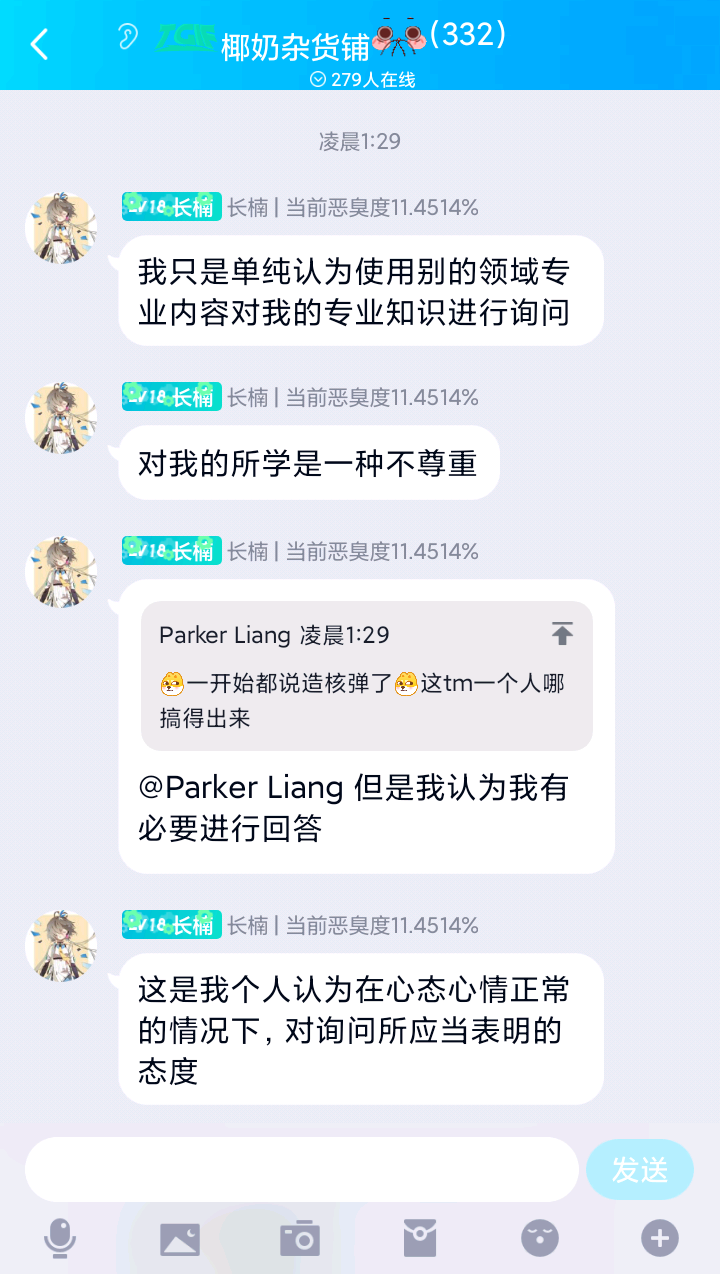 椰奶杂货铺(332)
279人在线
凌晨1:29
LV18 长楠 长楠 | 当前恶臭度11.4514%
我只是单纯认为使用别的领域专
业内容对我的专业知识进行询问
LV18 长楠 长楠 | 当前恶臭度11.4514%
对我的所学是一种不尊重
LV18 长楠 长楠 | 当前恶臭度11.4514%
Parker Liang 凌晨1:29
一开始都说造核弹了这tm一个人哪
搞得出来
@Parker Liang 但是我认为我有
必要进行回答
LV18 长楠 长楠 | 当前恶臭度11.4514%
这是我个人认为在心态心情正常
的情况下, 对询问所应当表明的
态度
发送